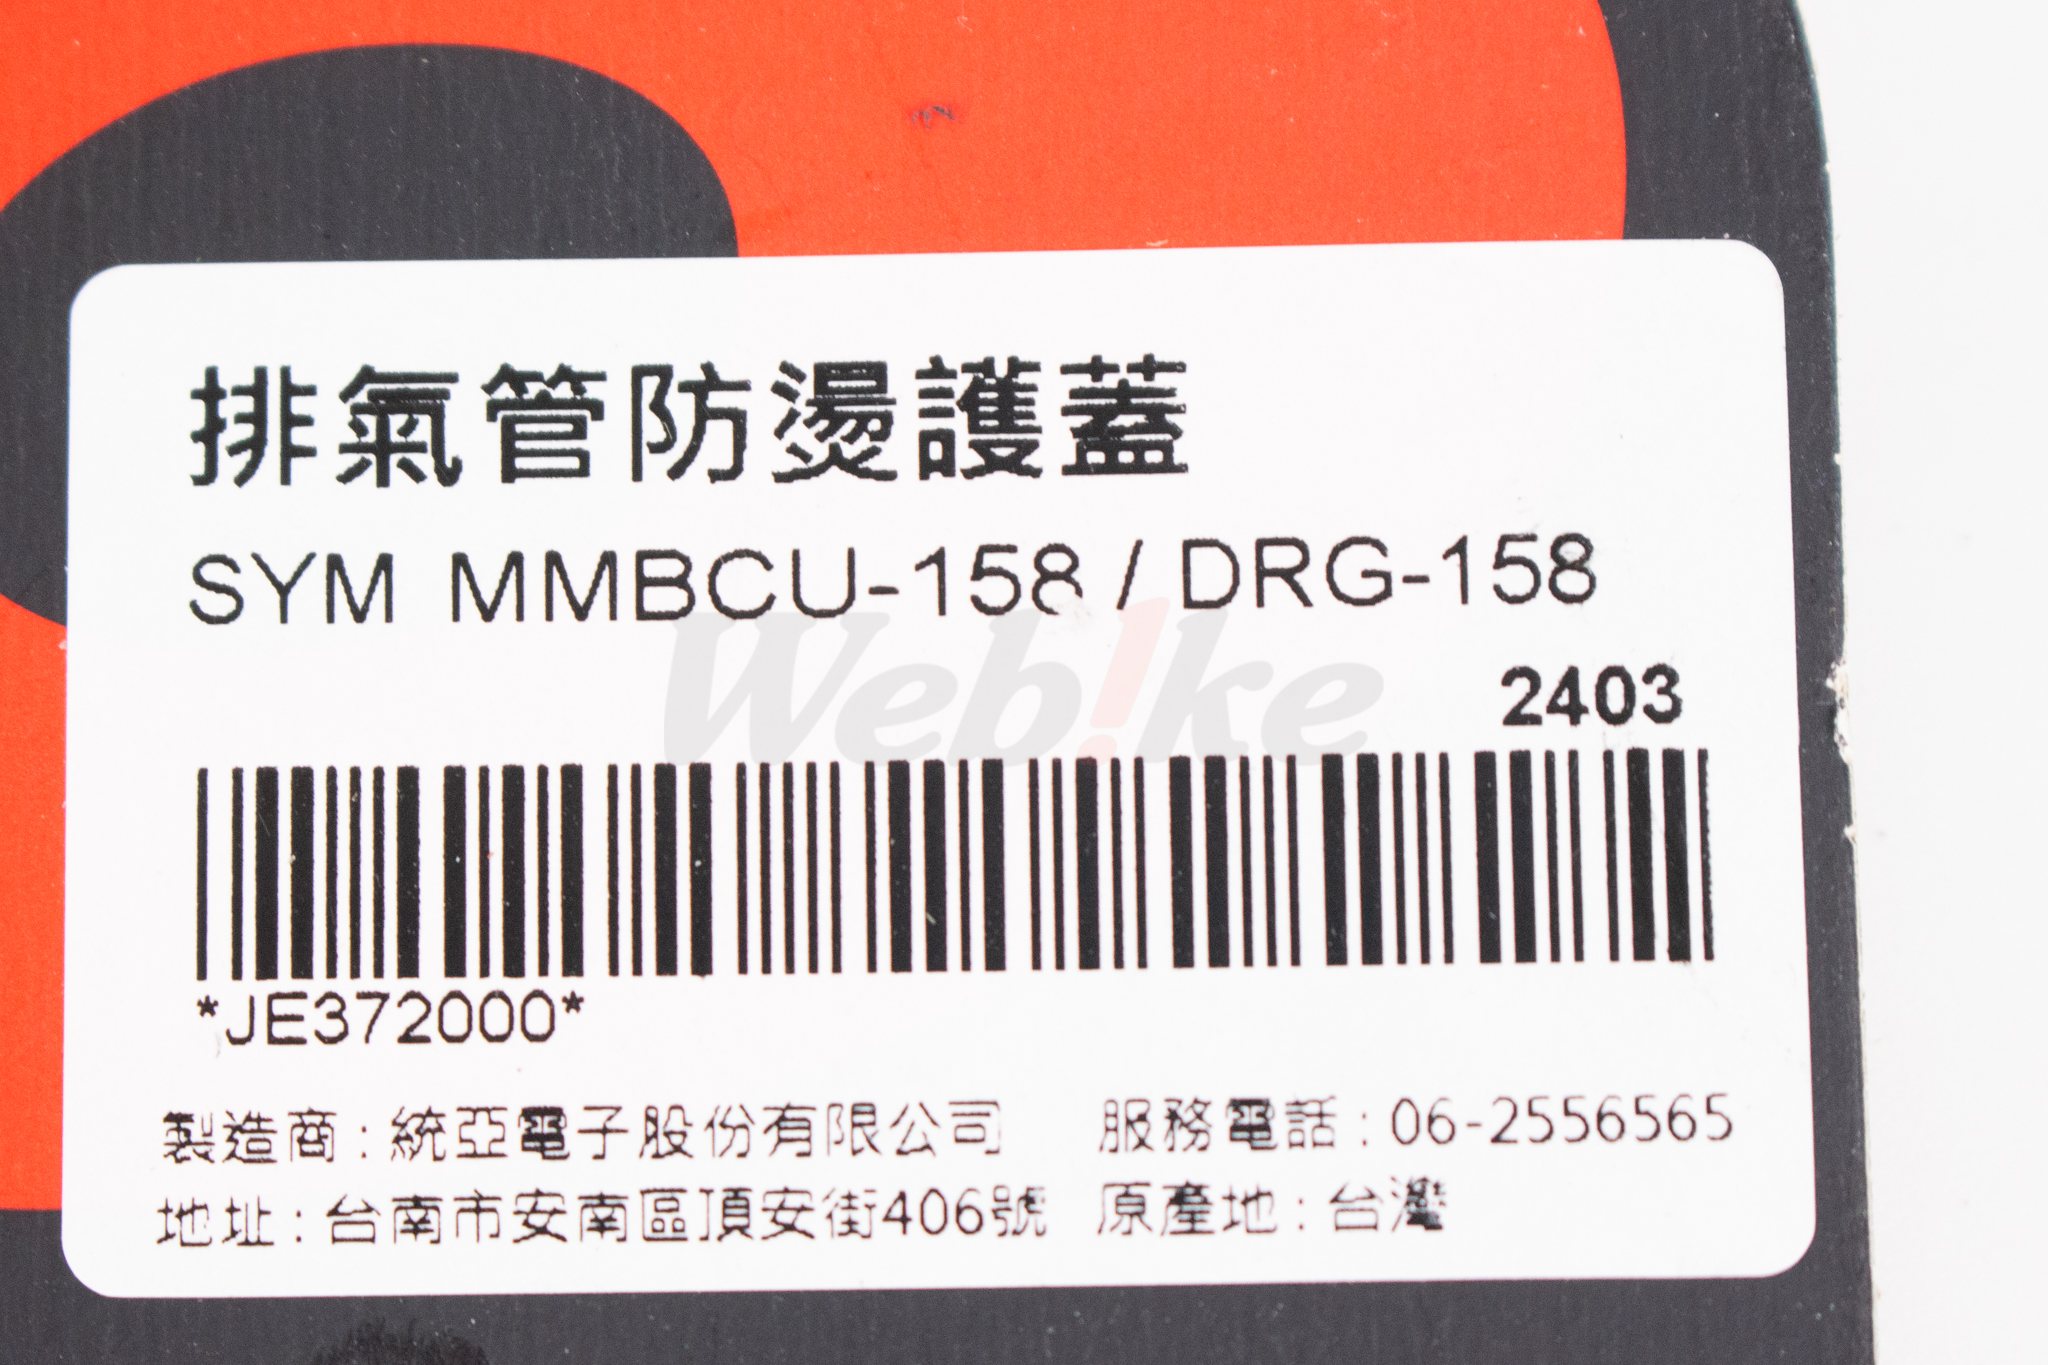 排氣管防燙護蓋
SYM MMBCU-158 / DRG-158
Web!ke
2403
*JE372000*
製造商:統亞電子股份有限公司 服務電話:06-2556565
地址:台南市安南區頂安街406號 原產地:台灣